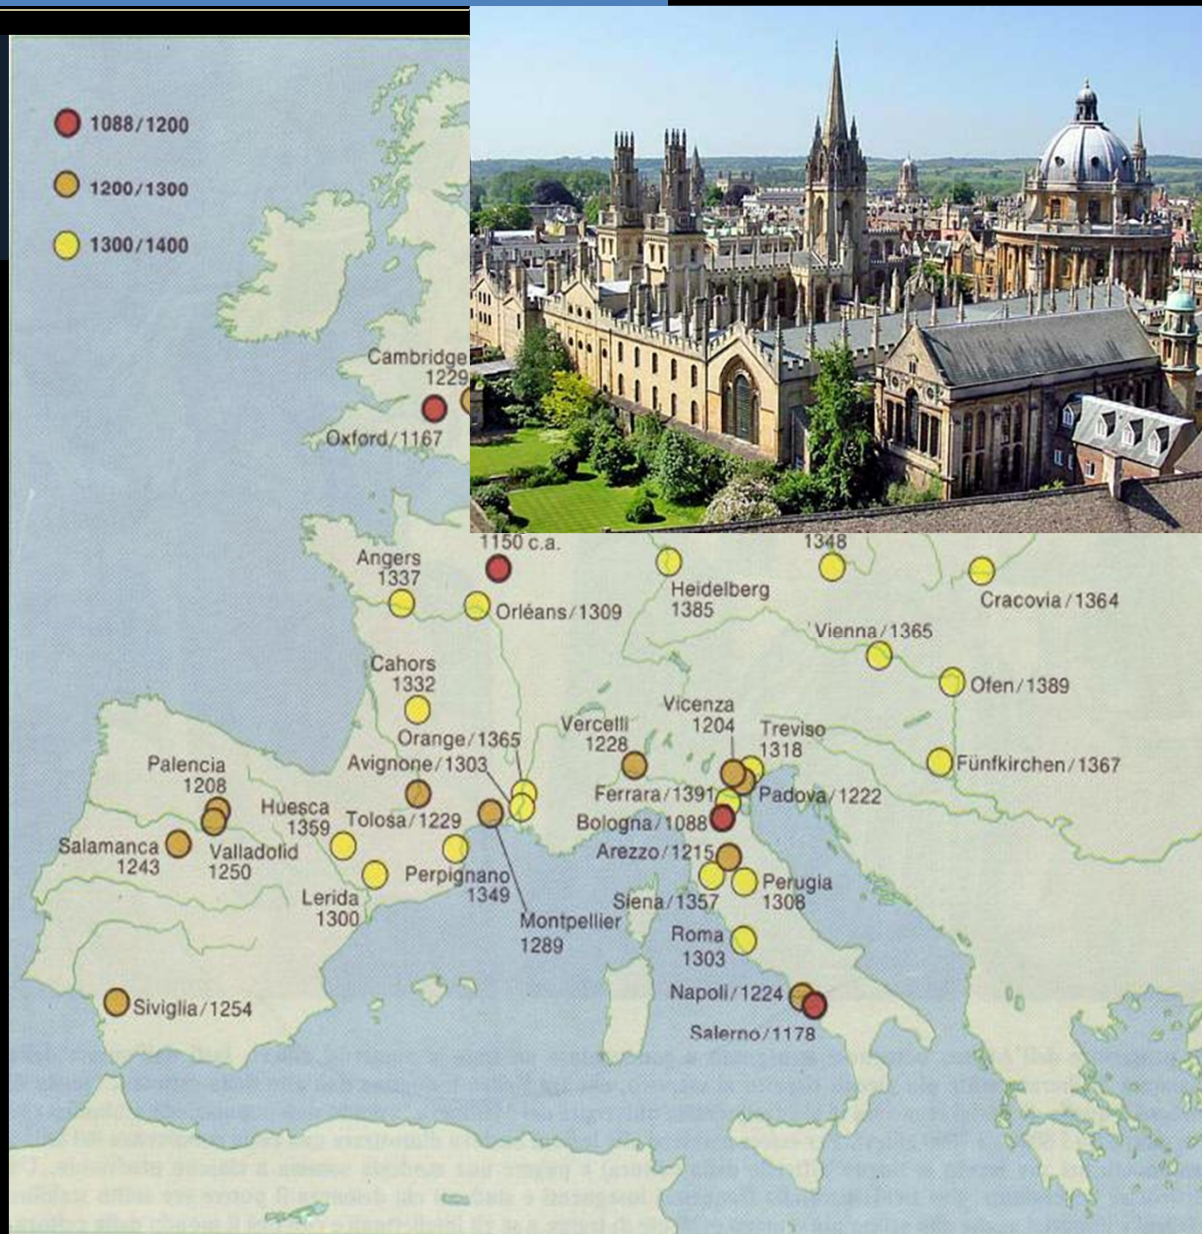 1088/1200
1200/1300
1300/1400
Cambridge
1229
Oxford/1167
1150 c.a.
1348
Angers
1337
Orléans/1309
Heidelberg
1385
Cracovia/1364
Vienna/1365
Ofen/1389
Cahors
1332
Vicenza
1204
Treviso
1318
Vercelli
1228
Orange/1365
Avignone/1303
Fünfkirchen/1367
Palencia
1208
Huesca
1359
Tolosa/1229
Ferrara/1391
Padova/1222
Bologna/1088
Salamanca
1243
Valladolid
1250
Arezzo/1215
Perpignano
1349
Lerida
1300
Siena/1357
Perugia
1308
Montpellier
1289
Roma
1303
Napoli/1224
Siviglia/1254
Salerno/1178